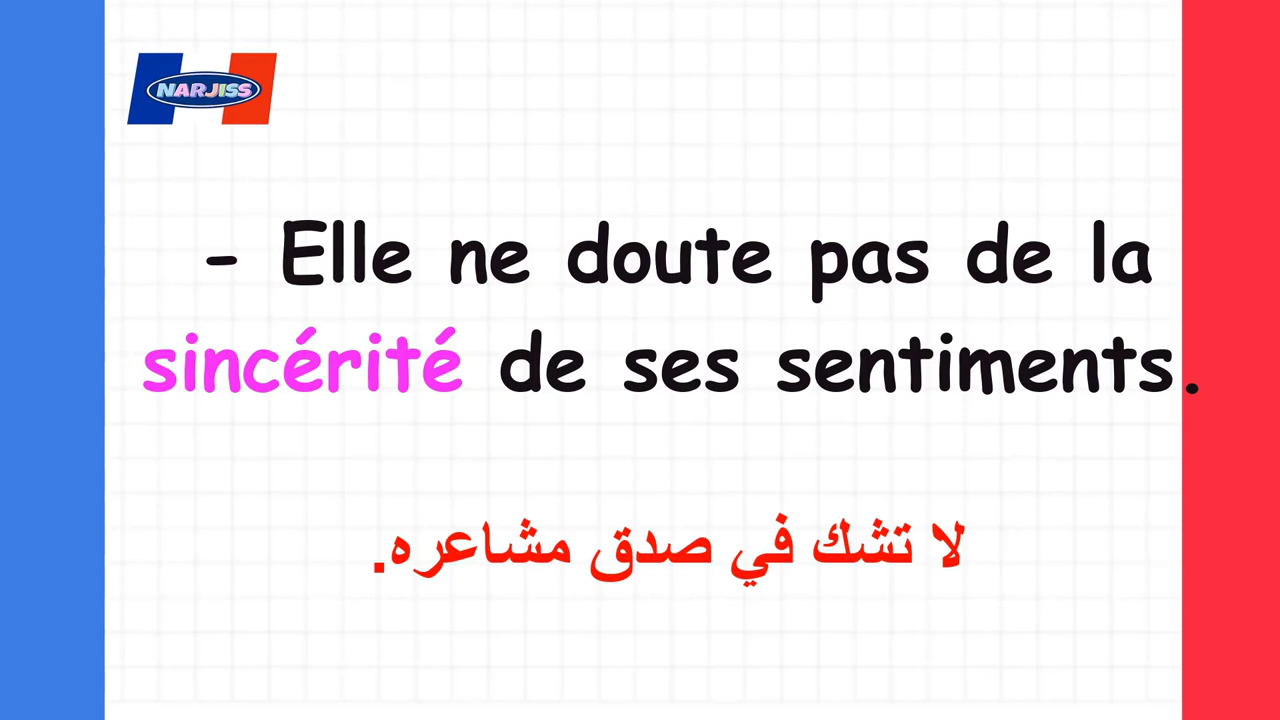 NARJISS
- Elle ne doute pas de la
sincérité de ses sentiments.
لا تشك في صدق مشاعره.